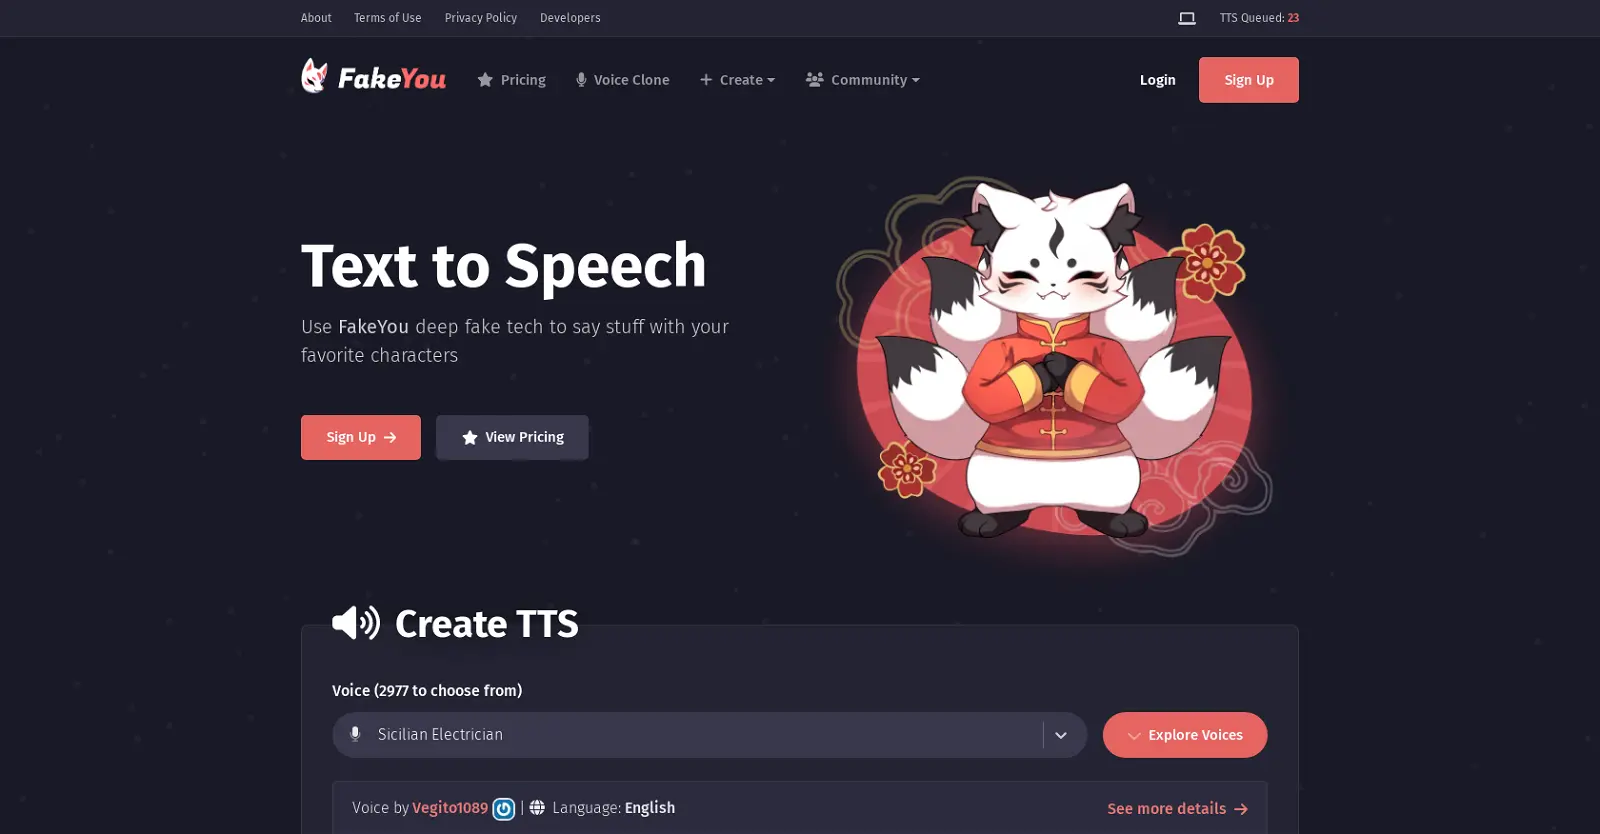 About Terms of Use Privacy Policy Developers TTS Queued: 23
FakeYou Pricing Voice Clone Create Community Login Sign Up
Text to Speech
Use FakeYou deep fake tech to say stuff with your
favorite characters
Sign Up View Pricing
Create TTS
Voice (2977 to choose from)
Sicilian Electrician Explore Voices
Voice by Vegito1089 | Language: English See more details